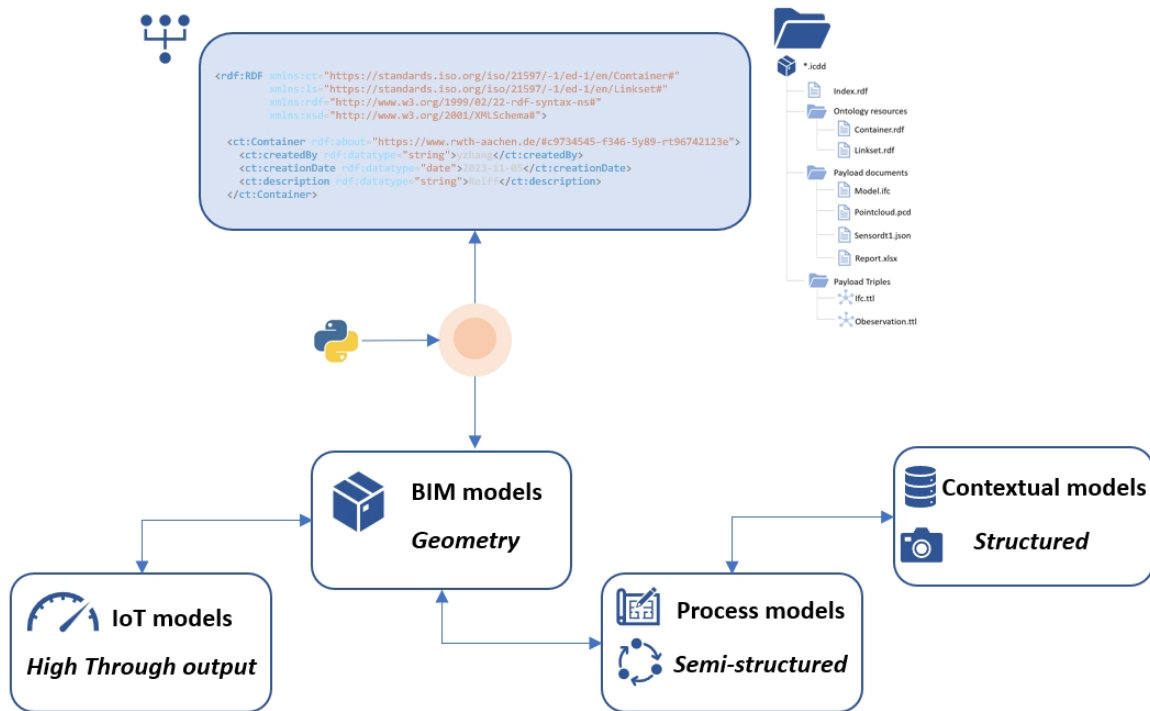 <rdf:RDF xmlns:ct="https://standards.iso.org/iso/21597/-1/ed-1/en/Container#"
xmlns:ls="https://standards.iso.org/iso/21597/-1/ed-1/en/Linkset#"
xmlns:rdf="http://www.w3.org/1999/02/22-rdf-syntax-ns#"
xmlns:xsd="http://www.w3.org/2001/XMLSchema#">
<ct:Container rdf:about="https://www.rwth-aachen.de/#c9734545-f346-5y89-rt96742123e">
<ct:createdBy rdf:datatype="string">yzhang</ct:createdBy>
<ct:creationDate rdf:datatype="date">2023-11-05</ct:creationDate>
<ct:description rdf:datatype="string">Reiff</ct:description>
</ct:Container>
*.icdd
Index.rdf
Ontology resources
Container.rdf
Linkset.rdf
Payload documents
Model.ifc
Pointcloud.pcd
Sensordt1.json
Report.xlsx
Payload Triples
Ifc.ttl
Obeservation.ttl
BIM models
Geometry
Contextual models
Structured
IoT models
High Through output
Process models
Semi-structured